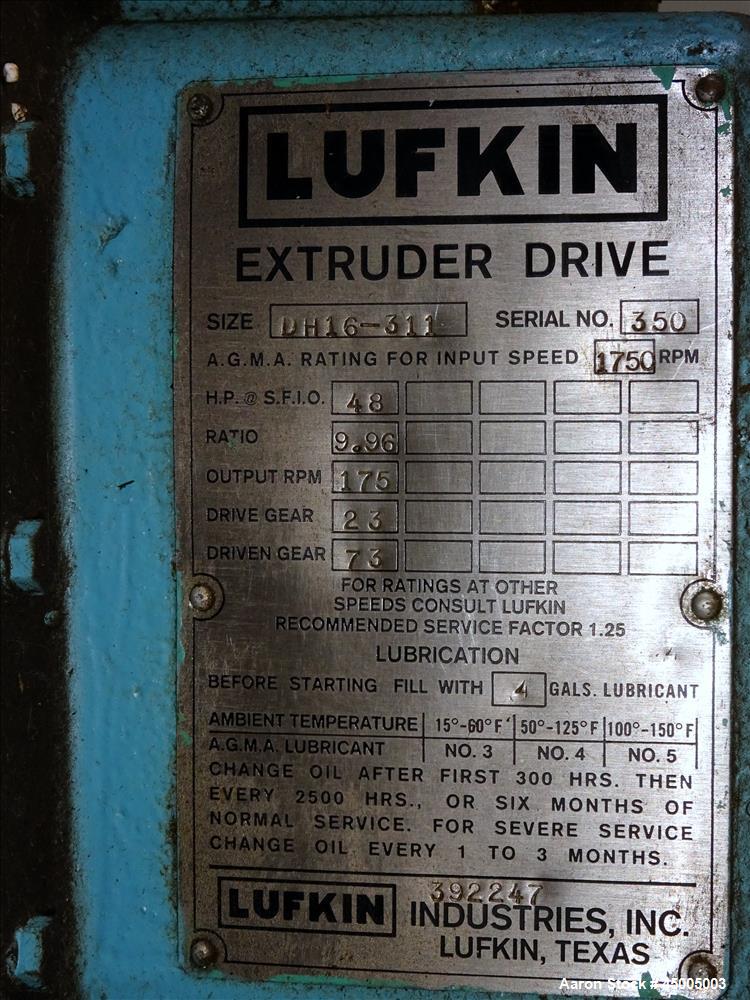 LUFKIN
EXTRUDER DRIVE
SIZE DH16-311 SERIAL NO. 350
A.G.M.A. RATING FOR INPUT SPEED 1750 RPM
H.P. @ S.F.I.O. 48
RATIO 9.96
OUTPUT RPM 175
DRIVE GEAR 23
DRIVEN GEAR 73
FOR RATINGS AT OTHER
SPEEDS CONSULT LUFKIN
RECOMMENDED SERVICE FACTOR 1.25
LUBRICATION
BEFORE STARTING FILL WITH 4 GALS. LUBRICANT
AMBIENT TEMPERATURE 15°-60°F 50°-125°F 100°-150°F
A.G.M.A. LUBRICANT NO. 3 NO. 4 NO. 5
CHANGE OIL AFTER FIRST 300 HRS. THEN
EVERY 2500 HRS., OR SIX MONTHS OF
NORMAL SERVICE. FOR SEVERE SERVICE
CHANGE OIL EVERY 1 TO 3 MONTHS.
392247
LUFKIN INDUSTRIES, INC.
LUFKIN, TEXAS
Aaron Stock # 45005003